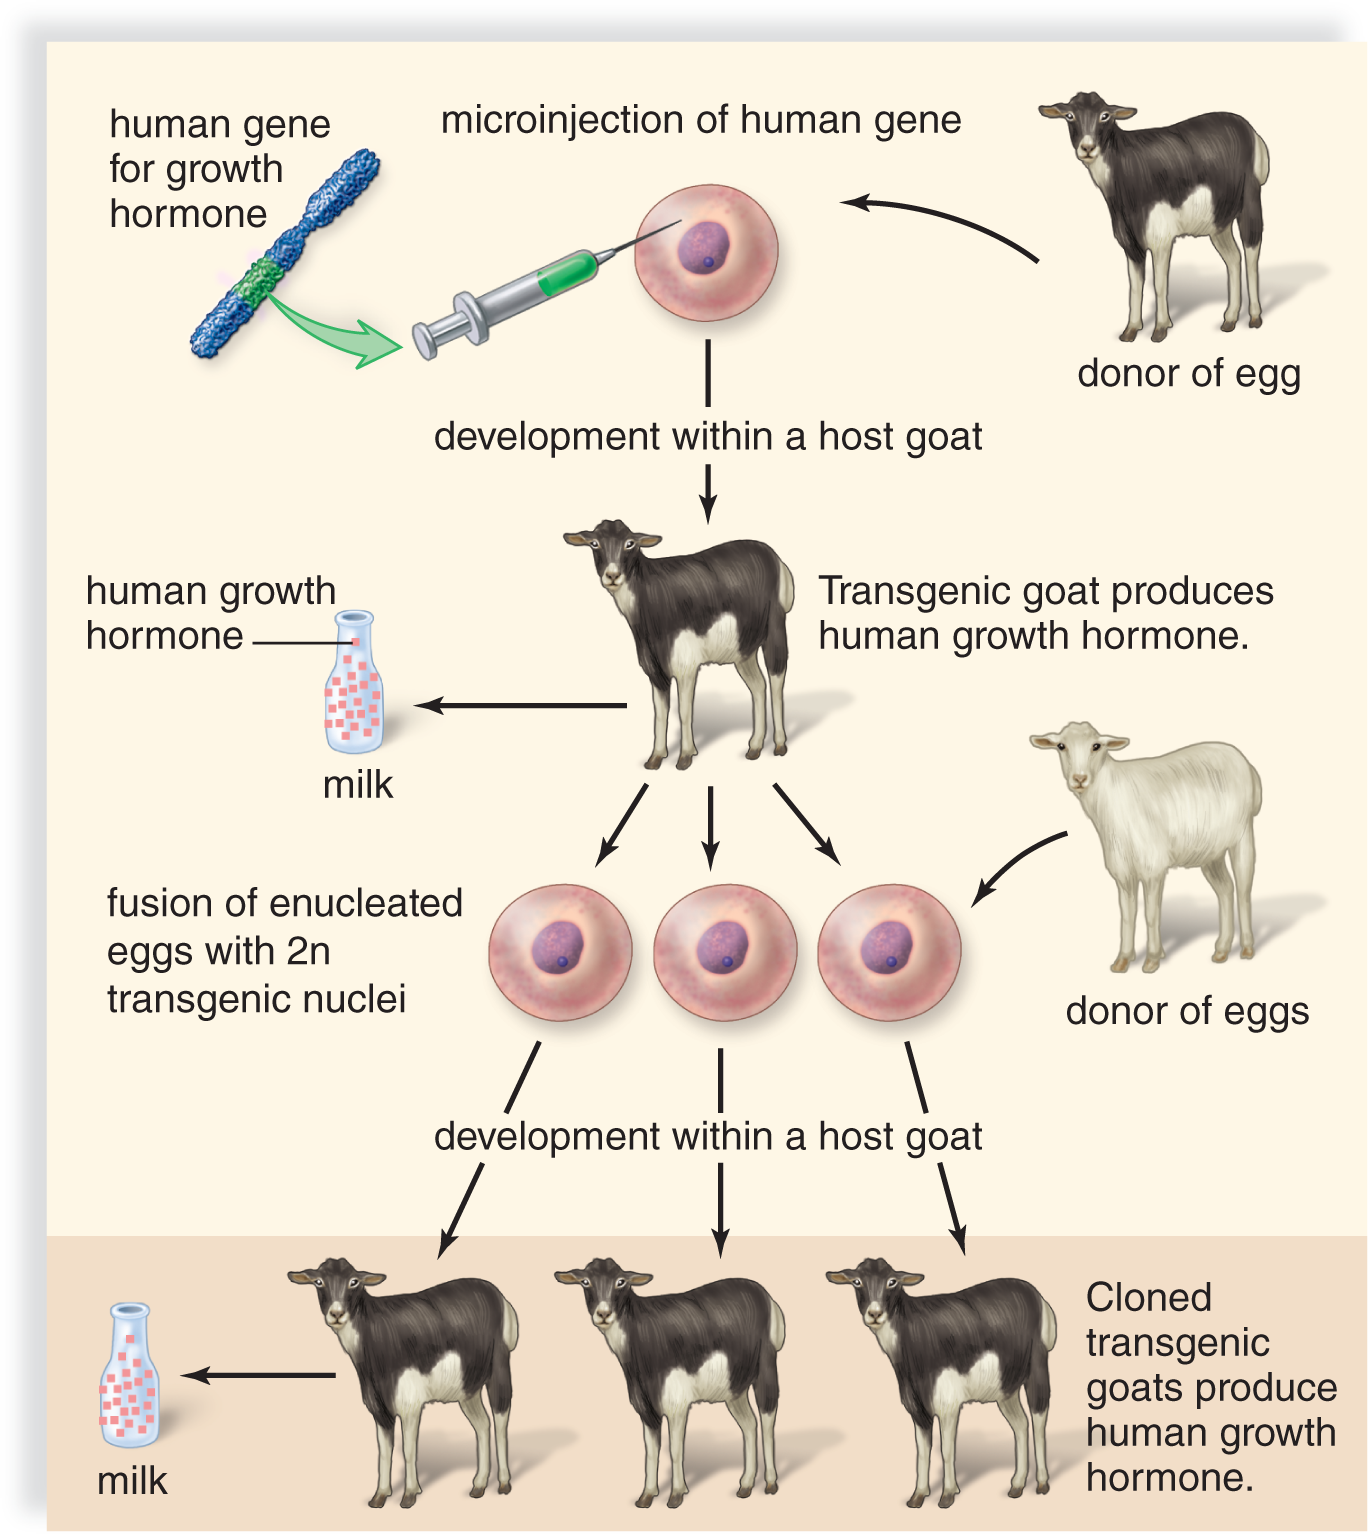 human gene
for growth
hormone
microinjection of human gene
donor of egg
development within a host goat
human growth
hormone
Transgenic goat produces
human growth hormone.
milk
fusion of enucleated
eggs with 2n
transgenic nuclei
donor of eggs
development within a host goat
Cloned
transgenic
goats produce
human growth
hormone.
milk